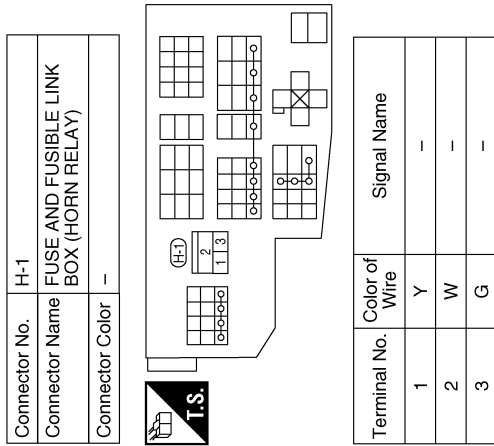 Connector No. H-1
Connector Name FUSE AND FUSIBLE LINK
BOX (HORN RELAY)
Connector Color –
T.S.
H-1
2
1 3
Terminal No. Color of Wire Signal Name
1 Y –
2 W –
3 G –